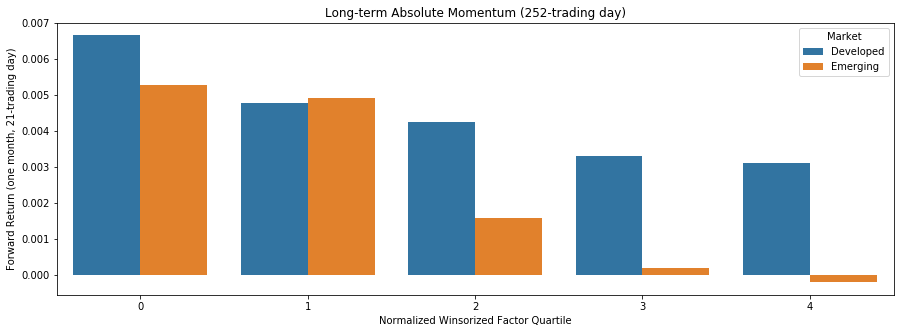 Long-term Absolute Momentum (252-trading day)
Market
Developed
Emerging
Forward Return (one month, 21-trading day)
0.007
0.006
0.005
0.004
0.003
0.002
0.001
0.000
0 1 2 3 4
Normalized Winsorized Factor Quartile